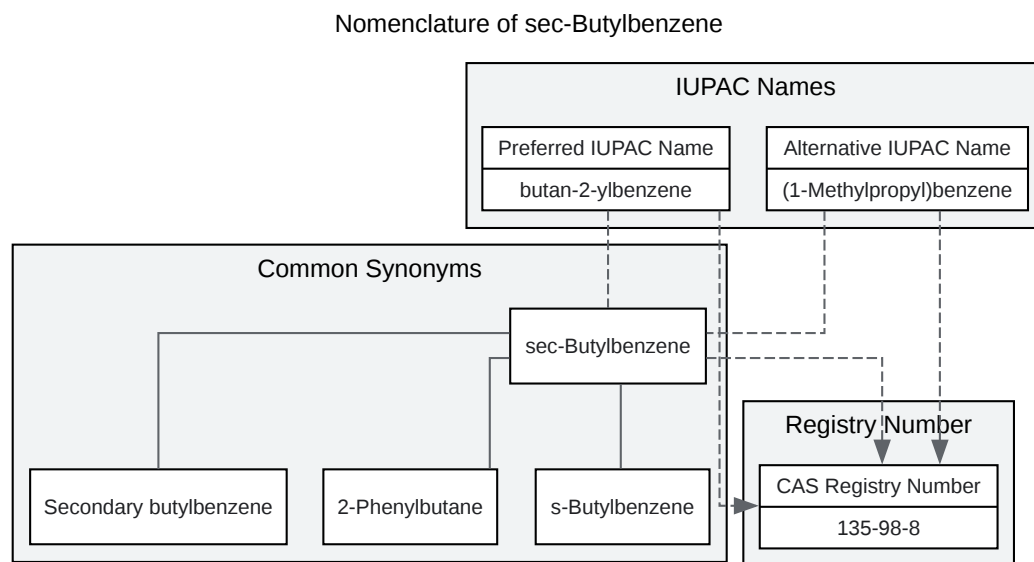 Nomenclature of sec-Butylbenzene
IUPAC Names
Preferred IUPAC Name
butan-2-ylbenzene
Alternative IUPAC Name
(1-Methylpropyl)benzene
Common Synonyms
sec-Butylbenzene
Secondary butylbenzene
2-Phenylbutane
s-Butylbenzene
Registry Number
CAS Registry Number
135-98-8